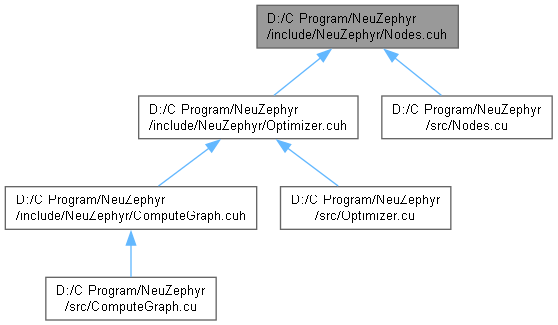 D:/C Program/NeuZephyr
/include/NeuZephyr/Nodes.cuh
D:/C Program/NeuZephyr
/include/NeuZephyr/Optimizer.cuh
D:/C Program/NeuZephyr
/src/Nodes.cu
D:/C Program/NeuZephyr
/include/NeuZephyr/ComputeGraph.cuh
D:/C Program/NeuZephyr
/src/Optimizer.cu
D:/C Program/NeuZephyr
/src/ComputeGraph.cu